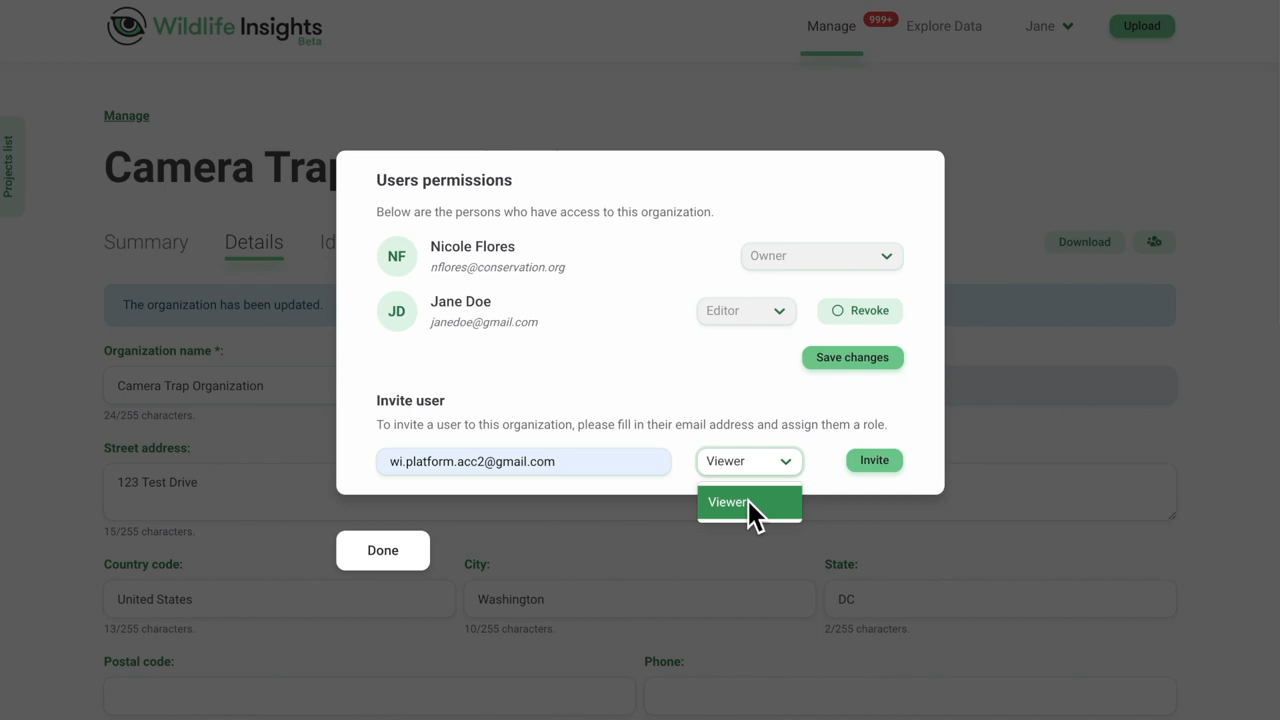 Wildlife Insights
Beta
Manage
999+
Explore Data
Jane
Upload
Projects list
Manage
Camera Trap
Summary
Details
Id
Download
The organization has been updated.
Users permissions
Below are the persons who have access to this organization.
NF
Nicole Flores
nflores@conservation.org
Owner
JD
Jane Doe
janedoe@gmail.com
Editor
Revoke
Save changes
Invite user
To invite a user to this organization, please fill in their email address and assign them a role.
wi.platform.acc2@gmail.com
Viewer
Invite
Viewer
Done
Organization name *:
Camera Trap Organization
24/255 characters.
Street address:
123 Test Drive
15/255 characters.
Country code:
City:
State:
United States
Washington
DC
13/255 characters.
10/255 characters.
2/255 characters.
Postal code:
Phone: